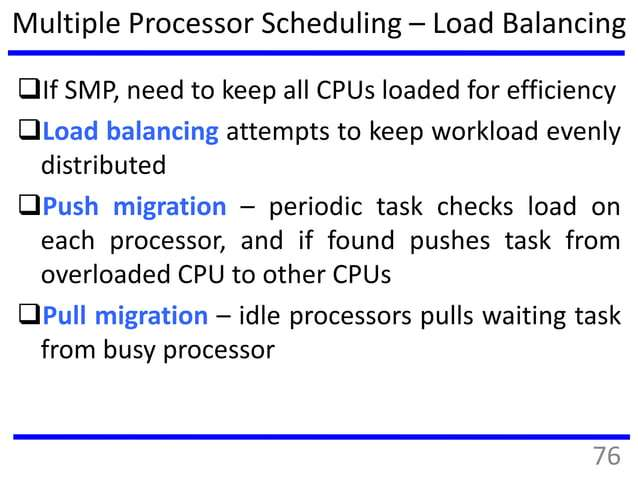 Multiple Processor Scheduling – Load Balancing
❑If SMP, need to keep all CPUs loaded for efficiency
❑Load balancing attempts to keep workload evenly
distributed
❑Push migration – periodic task checks load on
each processor, and if found pushes task from
overloaded CPU to other CPUs
❑Pull migration – idle processors pulls waiting task
from busy processor
76